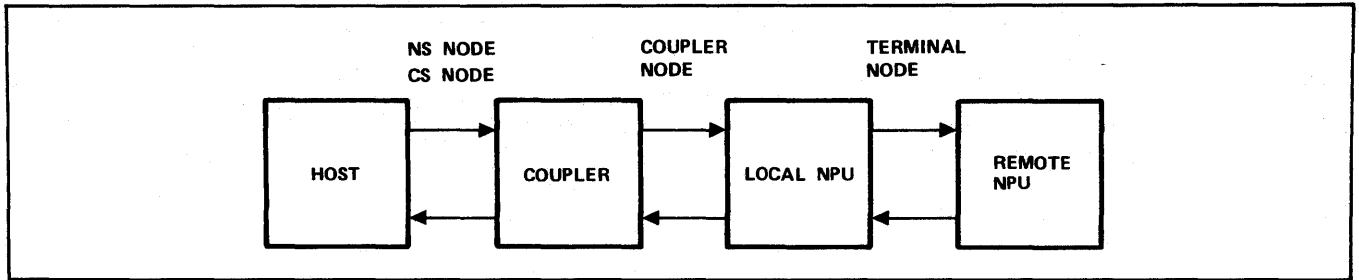 NS NODE
CS NODE
COUPLER
NODE
TERMINAL
NODE
HOST
COUPLER
LOCAL NPU
REMOTE
NPU